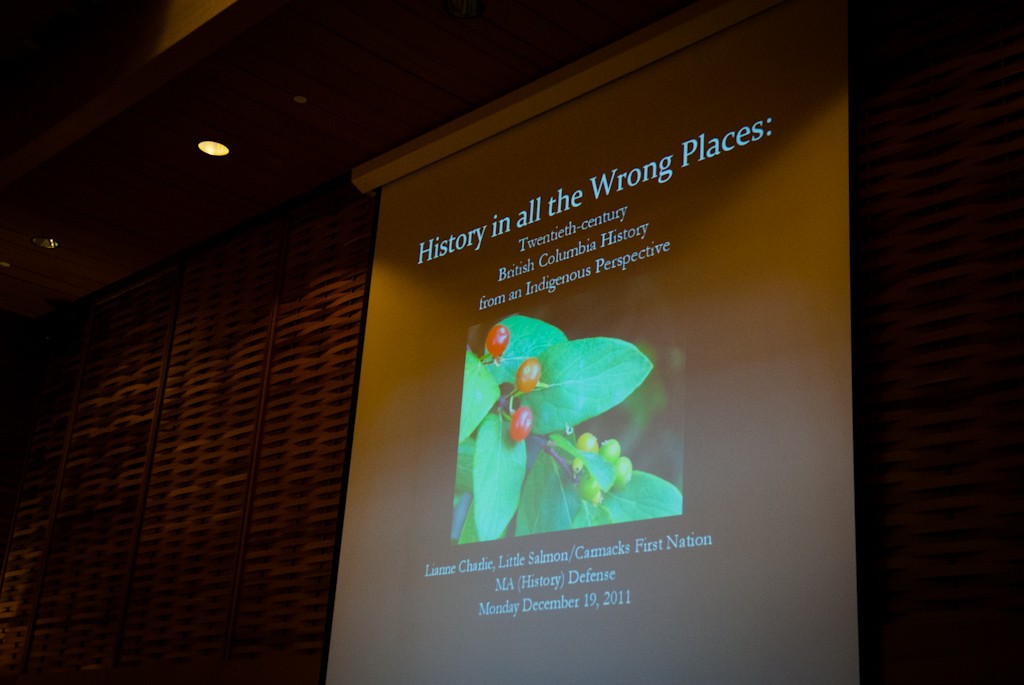 History in all the Wrong Places:
Twentieth-century
British Columbia History
from an Indigenous Perspective
Lianne Charlie, Little Salmon/Carmacks First Nation
MA (History) Defense
Monday December 19, 2011